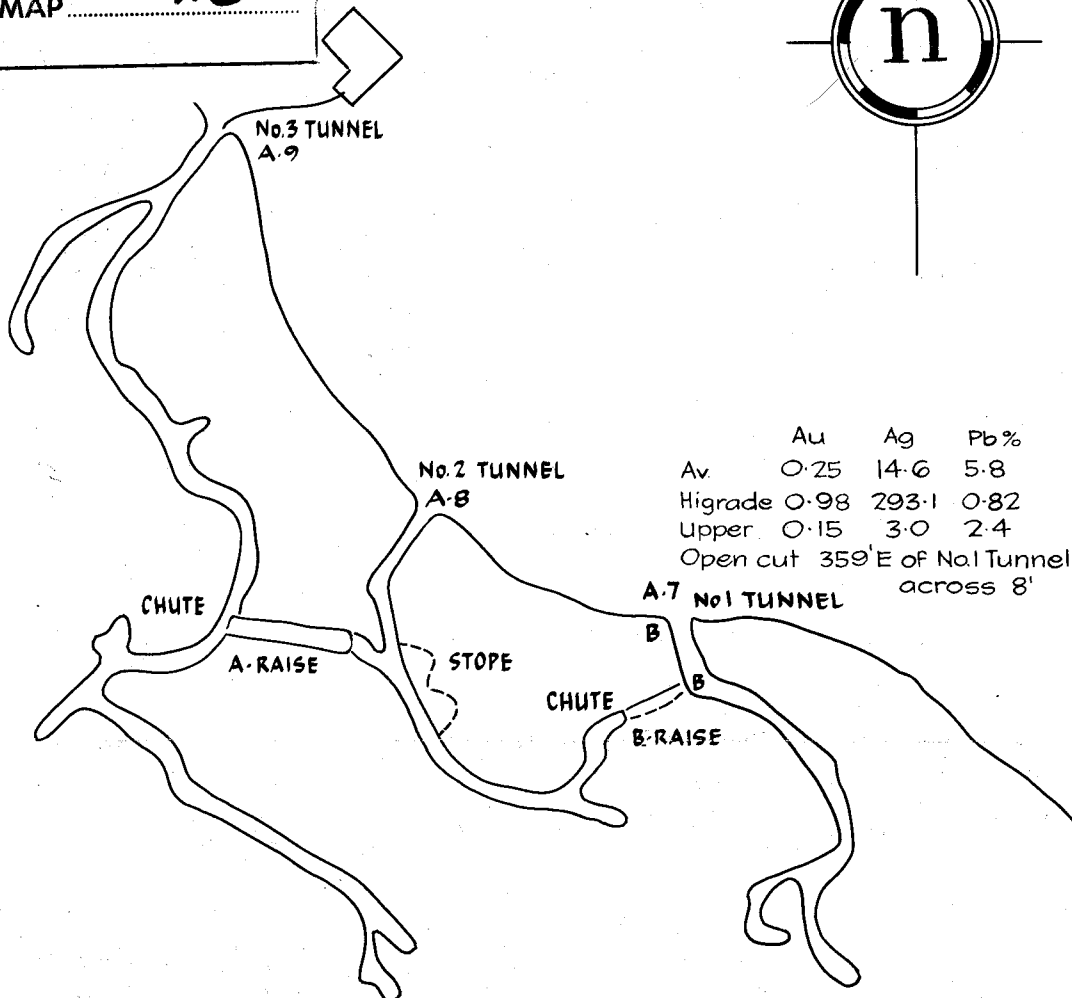 MAP
n
No.3 TUNNEL
A.9
No.2 TUNNEL
A-8
Au Ag Pb%
Av. 0.25 14.6 5.8
Higrade 0.98 293.1 0.82
Upper 0.15 3.0 2.4
Open cut 359'E of No.1 Tunnel
across 8'
A.7 No1 TUNNEL
B
CHUTE
A-RAISE
STOPE
CHUTE
B
B-RAISE